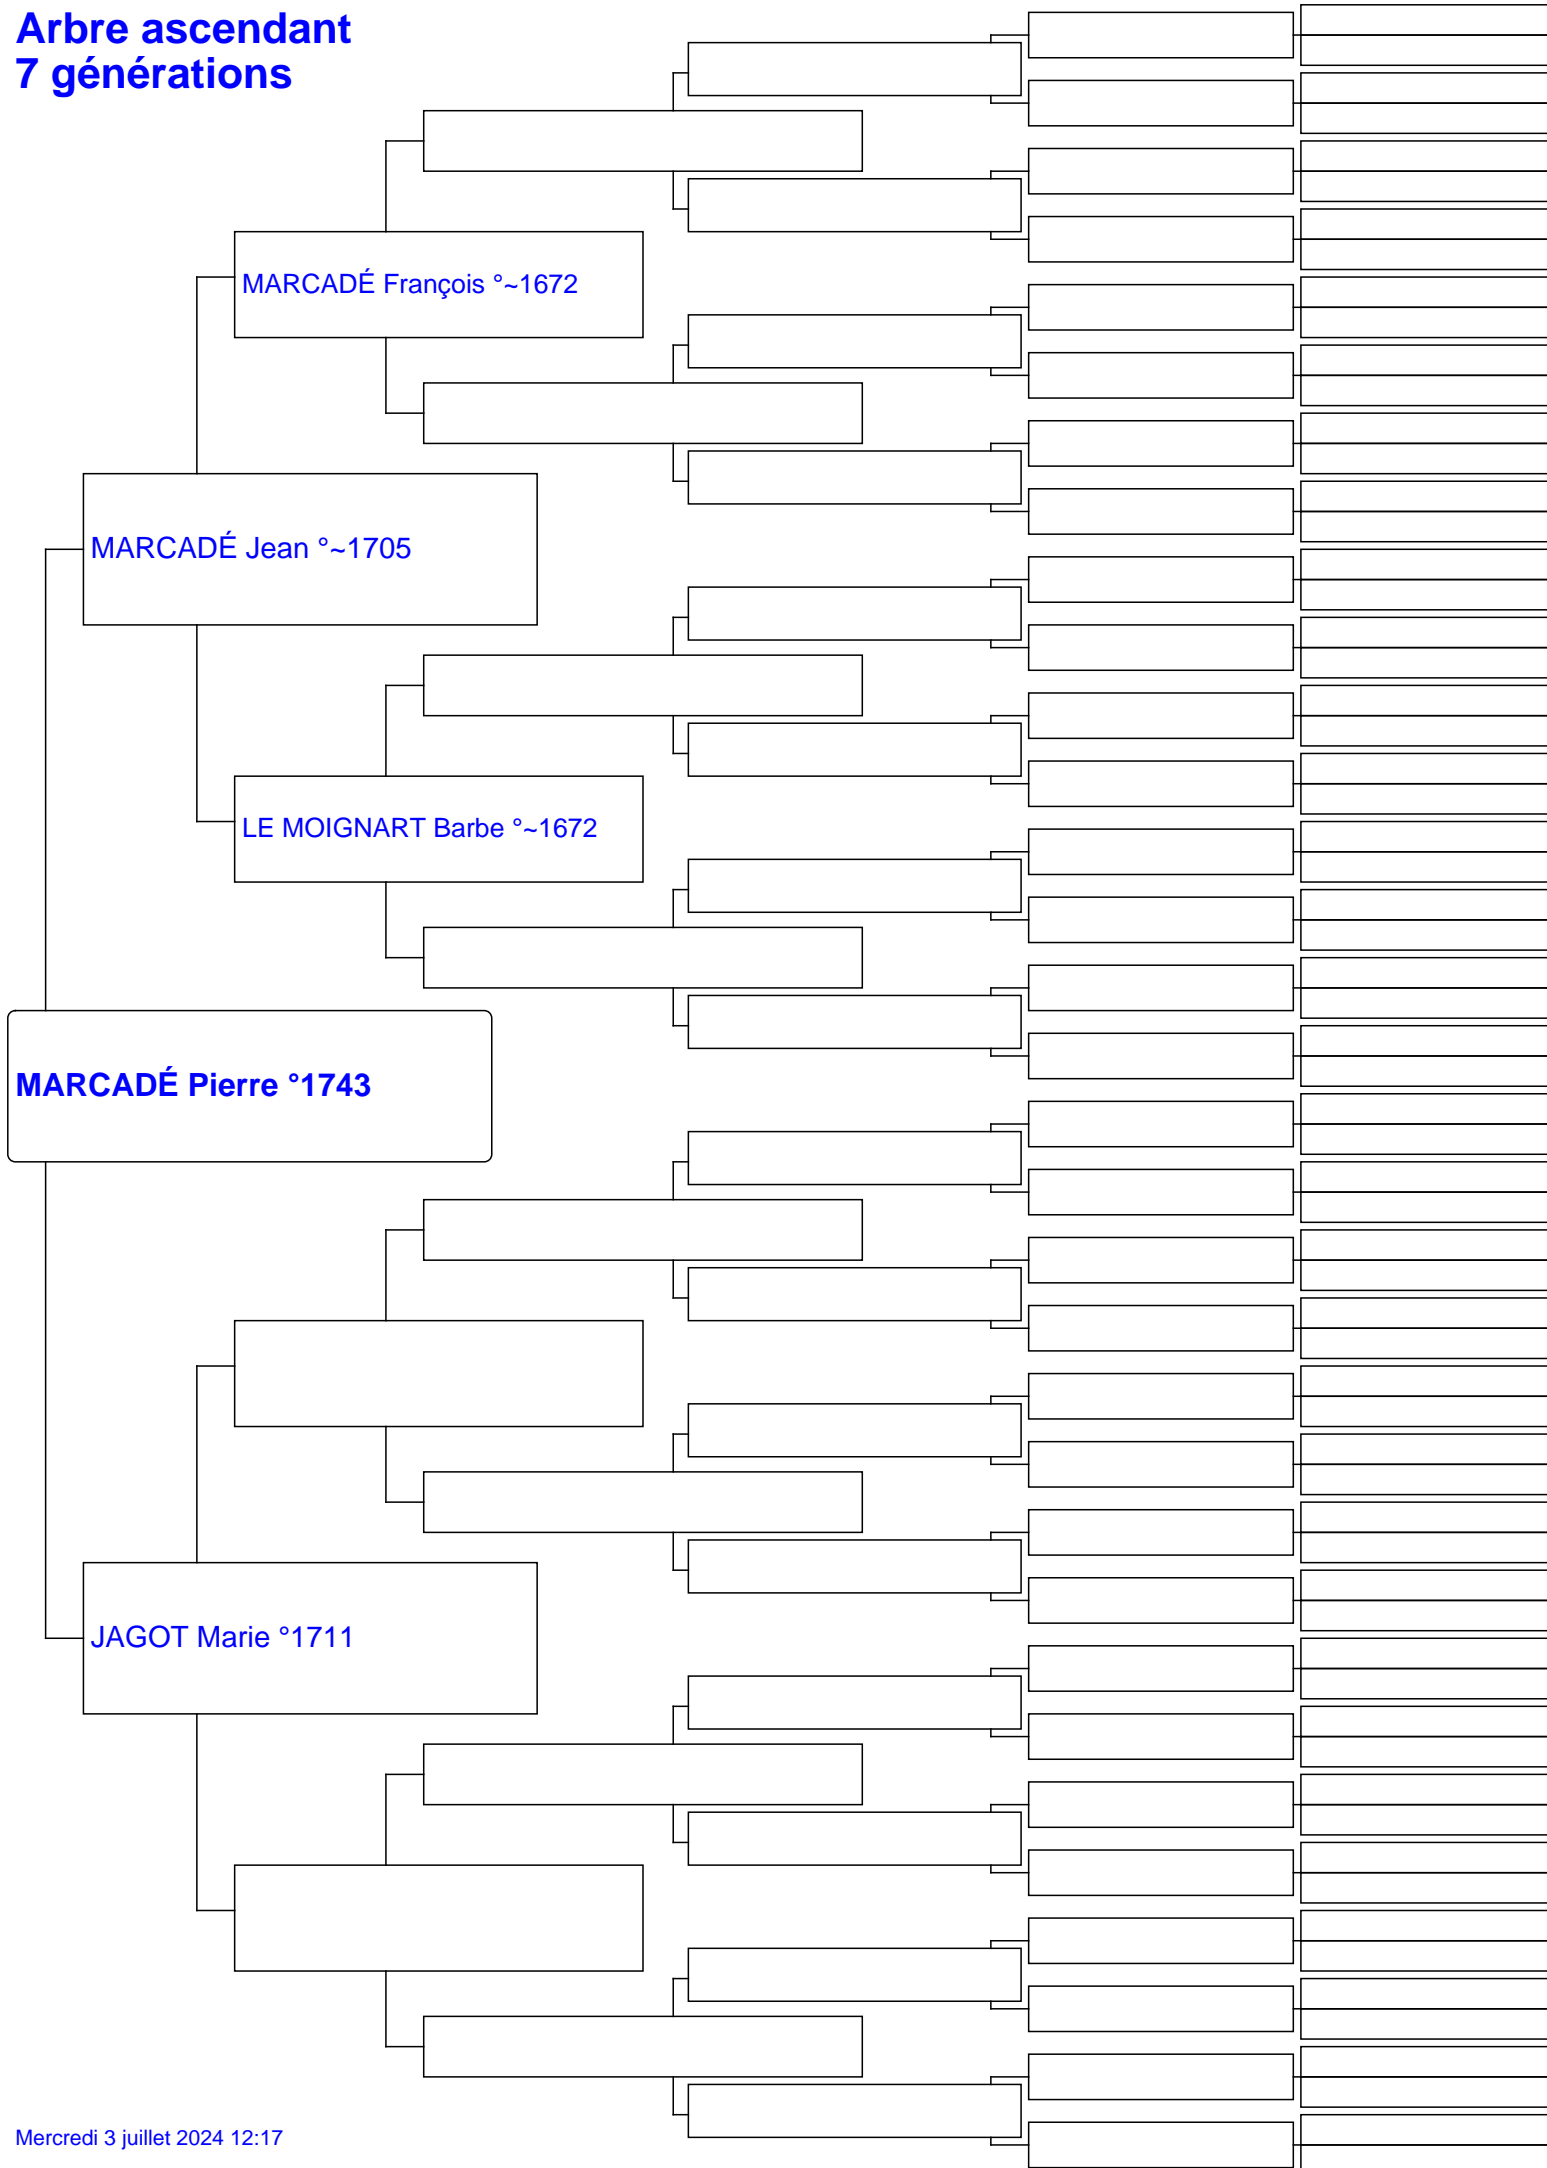 Arbre ascendant
7 générations
MARCADÉ François °~1672
MARCADÉ Jean °~1705
LE MOIGNART Barbe °~1672
MARCADÉ Pierre °1743
JAGOT Marie °1711
Mercredi 3 juillet 2024 12:17